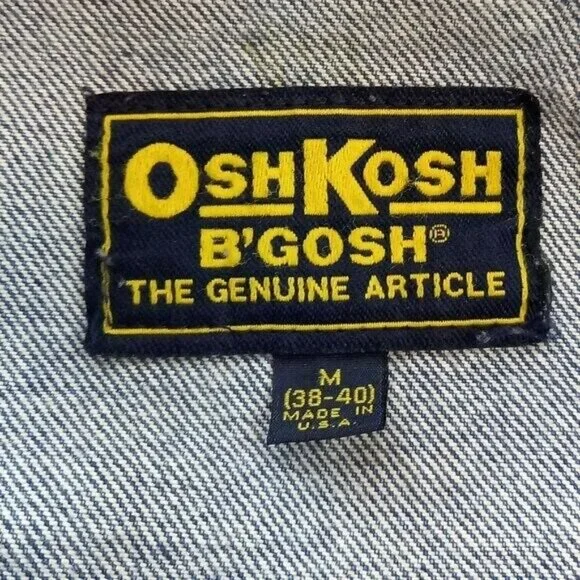 OSHKOSH
B'GOSH®
THE GENUINE ARTICLE
M
(38-40)
MADE IN
U.S.A.